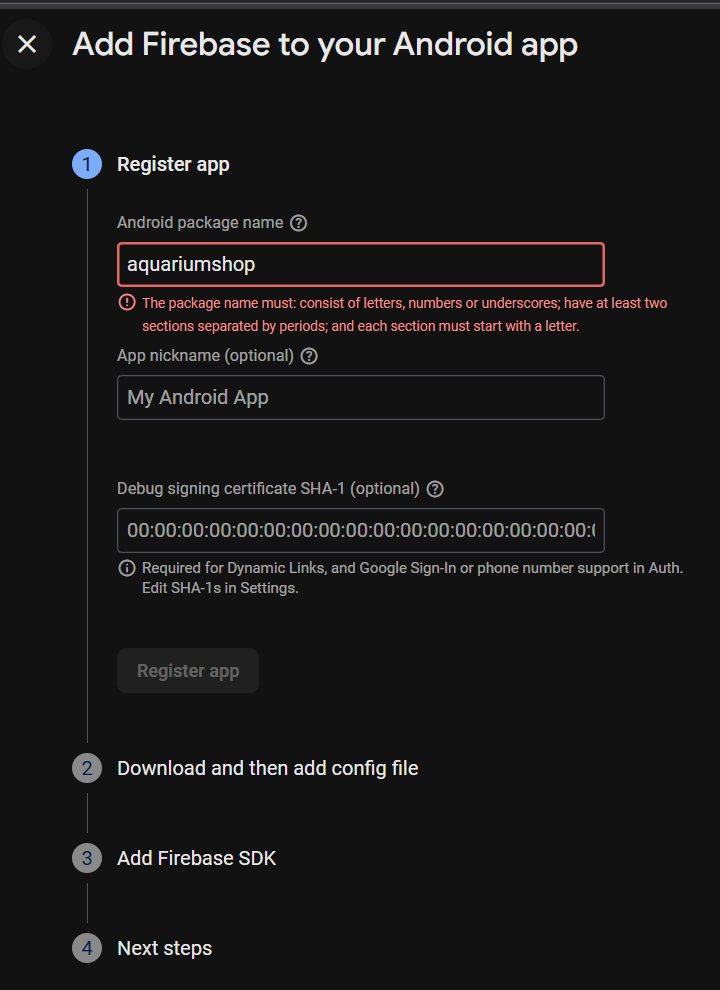 Add Firebase to your Android app
1 Register app
Android package name ?
aquariumshop
The package name must: consist of letters, numbers or underscores; have at least two
sections separated by periods; and each section must start with a letter.
App nickname (optional) ?
My Android App
Debug signing certificate SHA-1 (optional) ?
00:00:00:00:00:00:00:00:00:00:00:00:00:00:00:00:00:
Required for Dynamic Links, and Google Sign-In or phone number support in Auth.
Edit SHA-1s in Settings.
Register app
2 Download and then add config file
3 Add Firebase SDK
4 Next steps